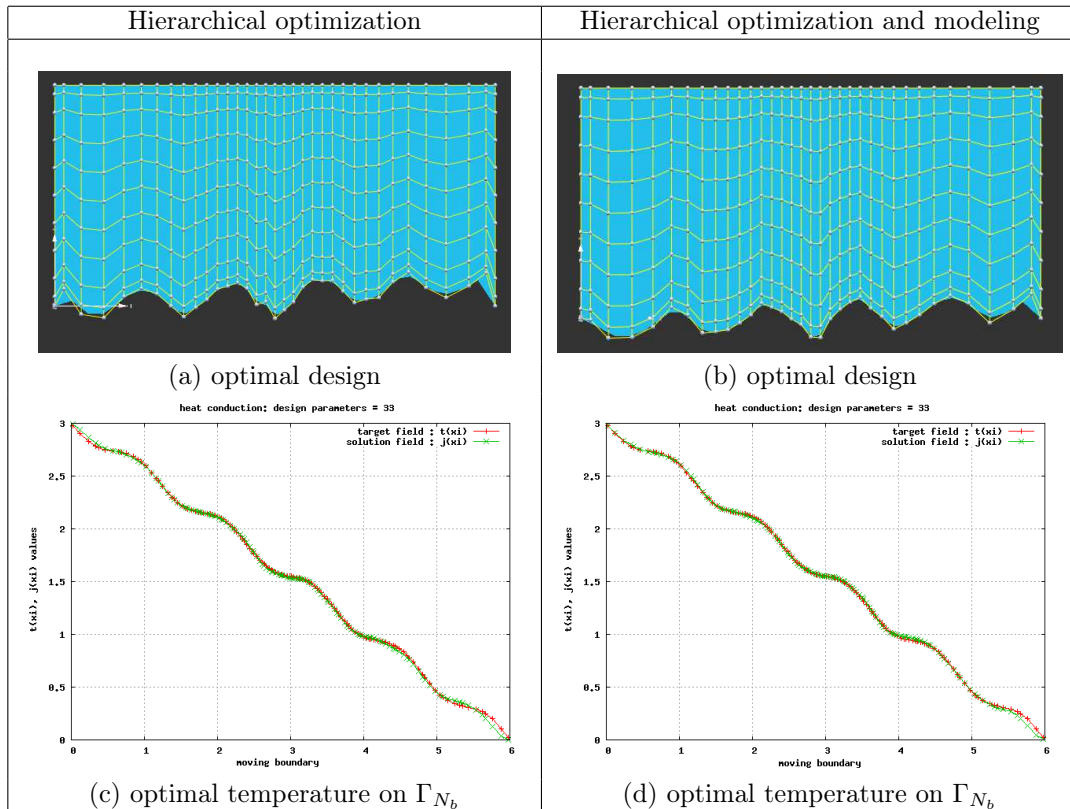 Hierarchical optimization
Hierarchical optimization and modeling
(a) optimal design
(b) optimal design
heat conduction: design parameters = 33
target field : t(xi)
solution field : j(xi)
t(xi), j(xi) values
3
2.5
2
1.5
1
0.5
0
0 1 2 3 4 5 6
moving boundary
heat conduction: design parameters = 33
target field : t(xi)
solution field : j(xi)
t(xi), j(xi) values
3
2.5
2
1.5
1
0.5
0
0 1 2 3 4 5 6
moving boundary
(c) optimal temperature on Γ_{N_b}
(d) optimal temperature on Γ_{N_b}